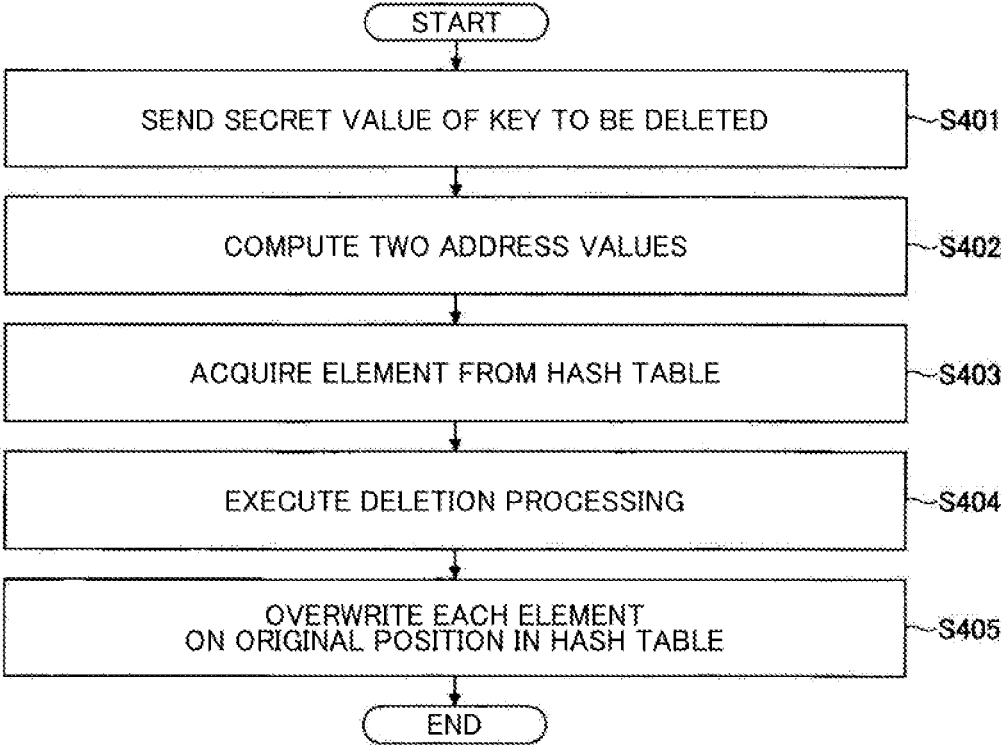 START
SEND SECRET VALUE OF KEY TO BE DELETED
S401
COMPUTE TWO ADDRESS VALUES
S402
ACQUIRE ELEMENT FROM HASH TABLE
S403
EXECUTE DELETION PROCESSING
S404
OVERWRITE EACH ELEMENT
ON ORIGINAL POSITION IN HASH TABLE
S405
END